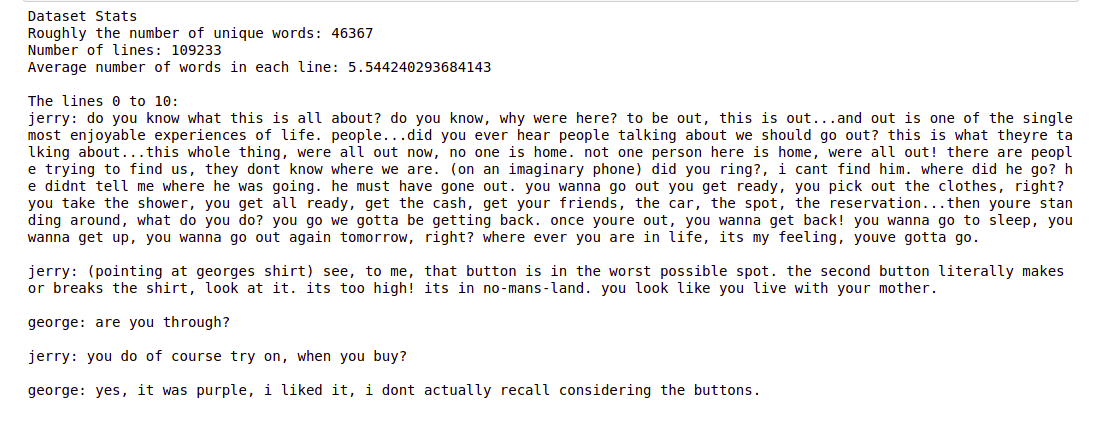 Dataset Stats
Roughly the number of unique words: 46367
Number of lines: 109233
Average number of words in each line: 5.544240293684143
The lines 0 to 10:
jerry: do you know what this is all about? do you know, why were here? to be out, this is out...and out is one of the single
most enjoyable experiences of life. people...did you ever hear people talking about we should go out? this is what theyre ta
lking about...this whole thing, were all out now, no one is home. not one person here is home, were all out! there are peopl
e trying to find us, they dont know where we are. (on an imaginary phone) did you ring?, i cant find him. where did he go? h
e didnt tell me where he was going. he must have gone out. you wanna go out you get ready, you pick out the clothes, right?
you take the shower, you get all ready, get the cash, get your friends, the car, the spot, the reservation...then youre stan
ding around, what do you do? you go we gotta be getting back. once youre out, you wanna get back! you wanna go to sleep, you
wanna get up, you wanna go out again tomorrow, right? where ever you are in life, its my feeling, youve gotta go.
jerry: (pointing at georges shirt) see, to me, that button is in the worst possible spot. the second button literally makes
or breaks the shirt, look at it. its too high! its in no-mans-land. you look like you live with your mother.
george: are you through?
jerry: you do of course try on, when you buy?
george: yes, it was purple, i liked it, i dont actually recall considering the buttons.